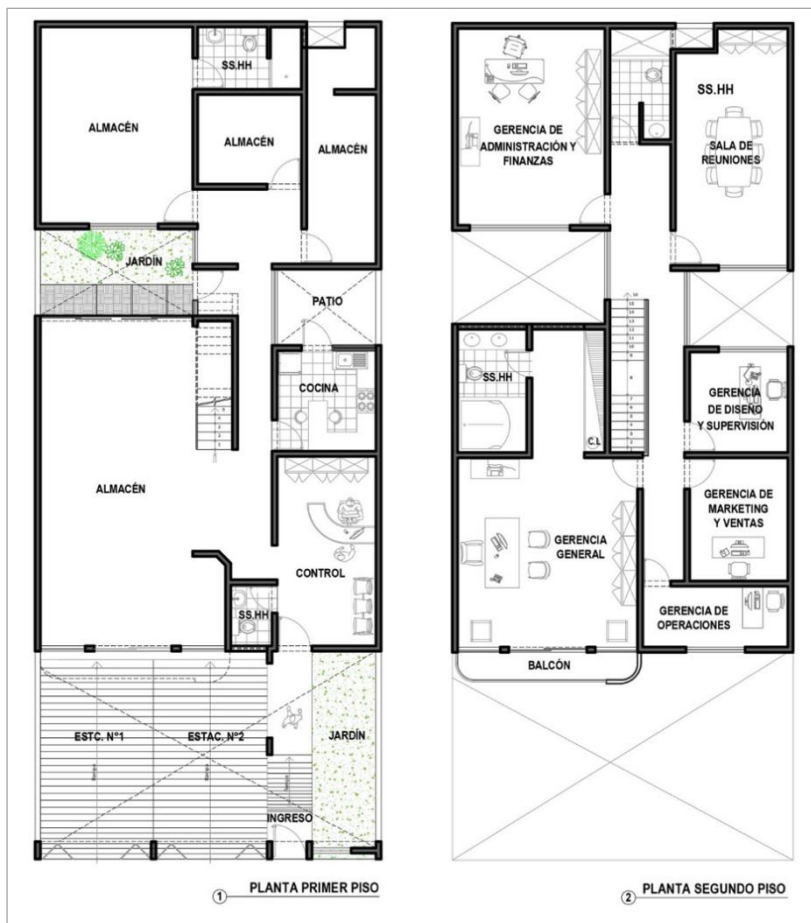 SS.HH
ALMACÉN
ALMACÉN
ALMACÉN
JARDÍN
PATIO
COCINA
ALMACÉN
CONTROL
SS.HH
ESTC. N°1
ESTAC. N°2
JARDÍN
INGRESO
1
PLANTA PRIMER PISO
SS.HH
GERENCIA DE
ADMINISTRACIÓN Y
FINANZAS
SALA DE
REUNIONES
SS.HH
GERENCIA
DE DISEÑO
Y SUPERVISIÓN
C.L
GERENCIA DE
MARKETING
Y VENTAS
GERENCIA
GENERAL
GERENCIA DE
OPERACIONES
BALCÓN
2
PLANTA SEGUNDO PISO